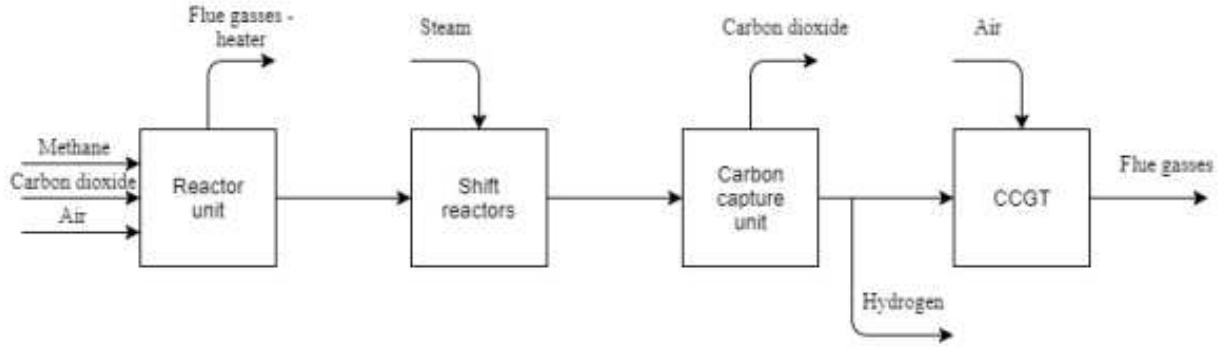 Flue gasses -
heater
Steam
Carbon dioxide
Air
Methane
Carbon dioxide
Air
Reactor
unit
Shift
reactors
Carbon
capture
unit
CCGT
Flue gasses
Hydrogen